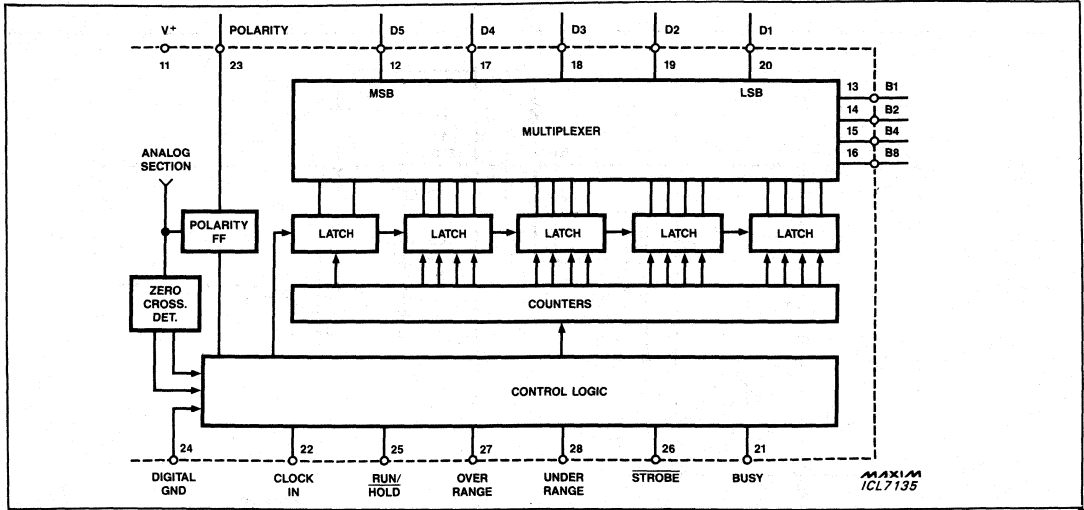 V+ POLARITY D5 D4 D3 D2 D1
11 23 12 17 18 19 20
MSB LSB
MULTIPLEXER
13 B1
14 B2
15 B4
16 B8
ANALOG
SECTION
POLARITY
FF
LATCH LATCH LATCH LATCH LATCH
ZERO
CROSS.
DET.
COUNTERS
CONTROL LOGIC
24 22 25 27 28 26 21
DIGITAL
GND
CLOCK
IN
RUN/
HOLD
OVER
RANGE
UNDER
RANGE
STROBE
BUSY
MAXIM
ICL7135